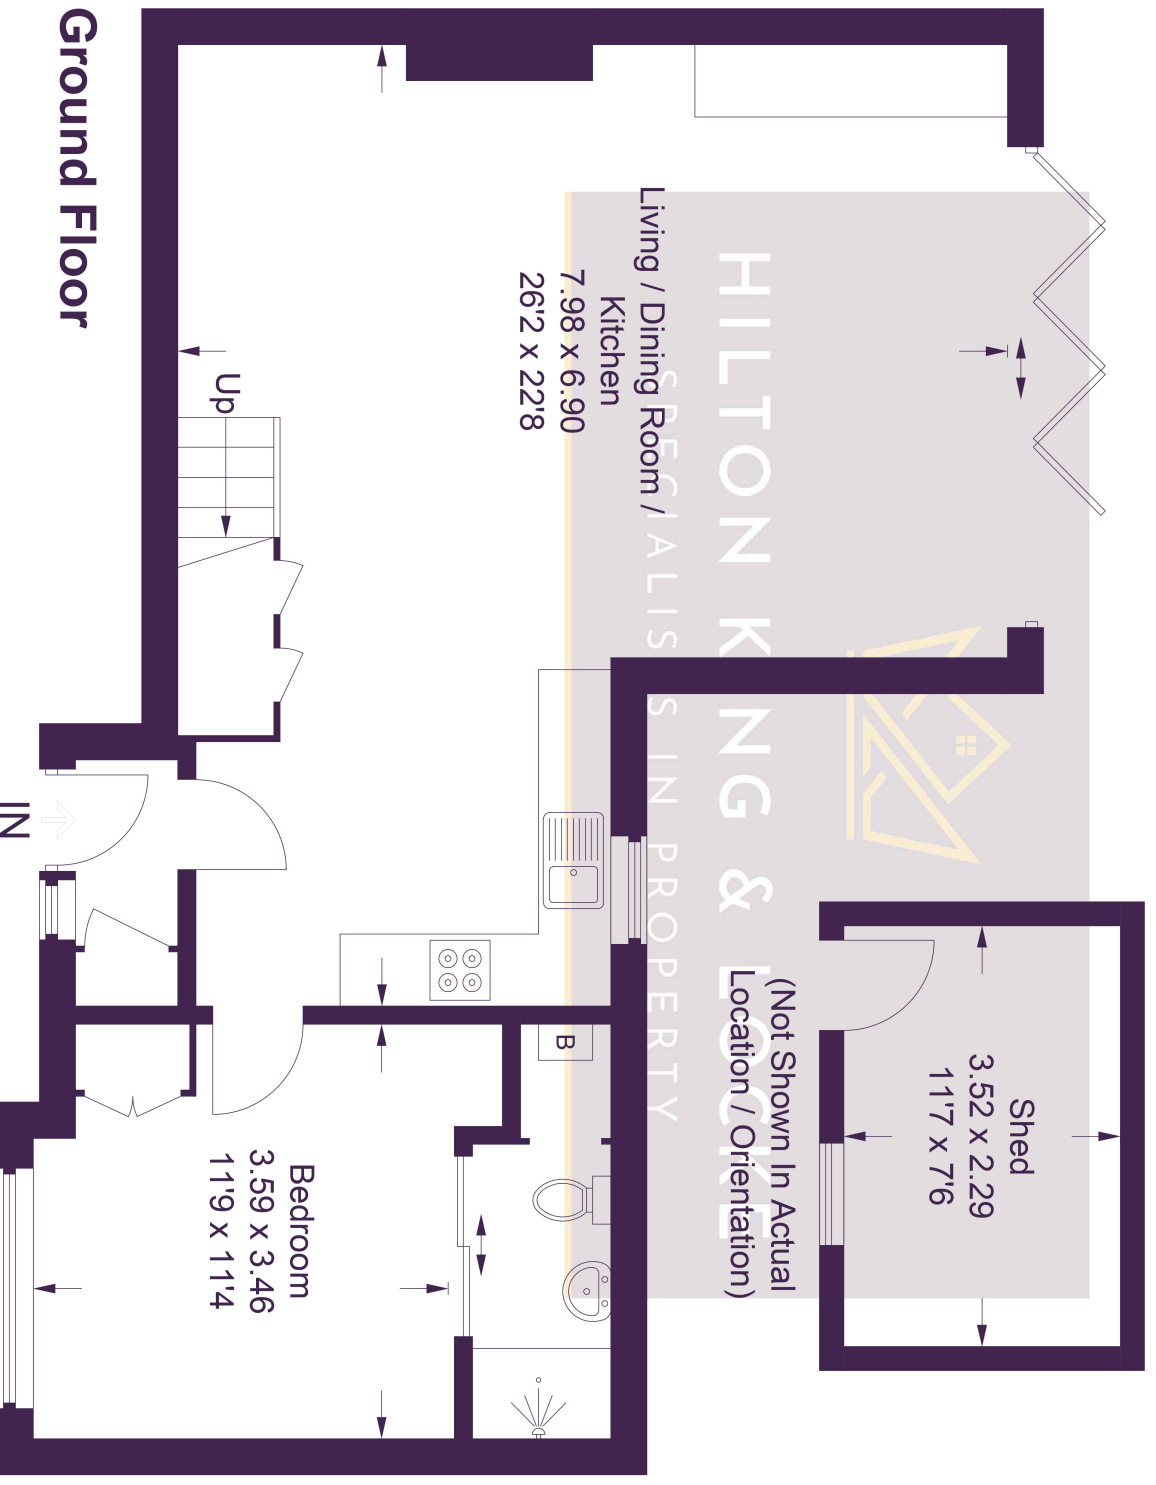 Ground Floor
Living / Dining Room /
Kitchen
7.98 x 6.90
26'2 x 22'8
Up
IN
B
Bedroom
3.59 x 3.46
11'9 x 11'4
(Not Shown In Actual
Location / Orientation)
Shed
3.52 x 2.29
11'7 x 7'6
HILTON KING & LOCKE
SPECIALISTS IN PROPERTY